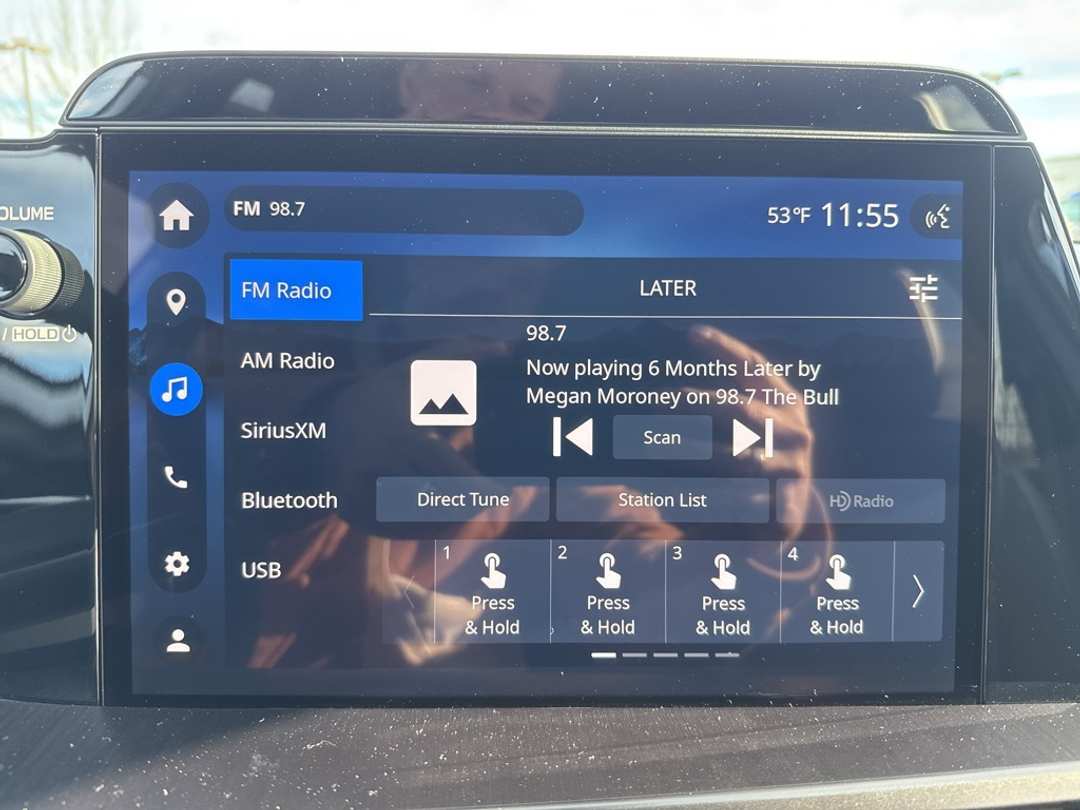 OLUME
/ HOLD
FM 98.7
53°F 11:55
FM Radio
LATER
AM Radio
SiriusXM
Bluetooth
USB
98.7
Now playing 6 Months Later by
Megan Moroney on 98.7 The Bull
Scan
Direct Tune
Station List
HD Radio
1
Press
& Hold
2
Press
& Hold
3
Press
& Hold
4
Press
& Hold